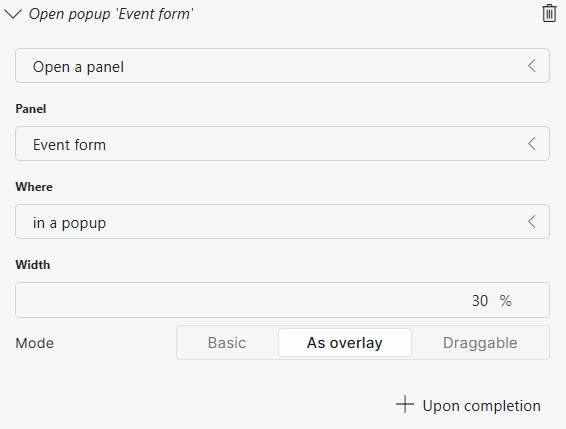 Open popup 'Event form'
Open a panel
Panel
Event form
Where
in a popup
Width
30 %
Mode Basic As overlay Draggable
Upon completion